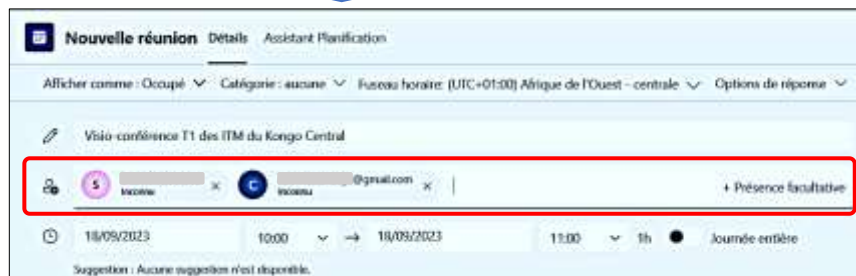 Nouvelle réunion Détails Assistant Planification
Afficher comme : Occupé Catégorie : aucune Fuseau horaire: (UTC+01:00) Afrique de l'Ouest - centrale Options de réponse
Visio-conférence T1 des ITM du Kongo Central
S Inconnu × C @gmail.com Inconnu × + Présence facultative
18/09/2023 10:00 → 18/09/2023 11:00 1h Journée entière
Suggestion : Aucune suggestion n'est disponible.